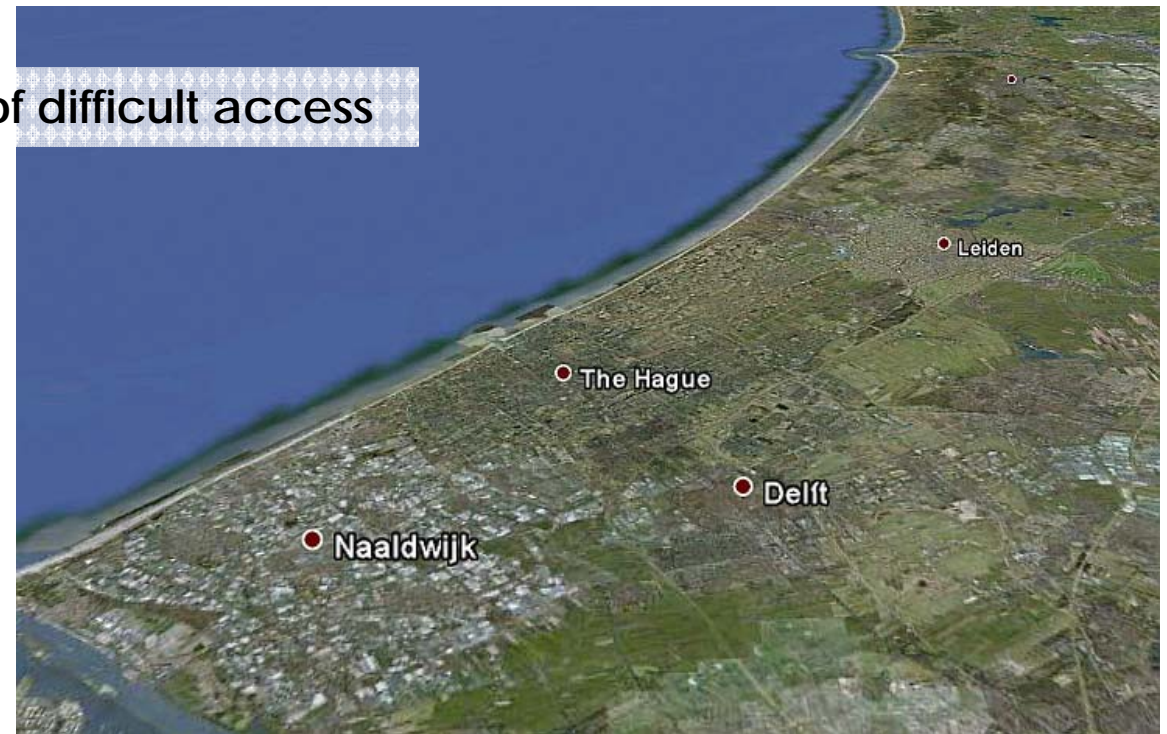 of difficult access
Leiden
The Hague
Delft
Naaldwijk